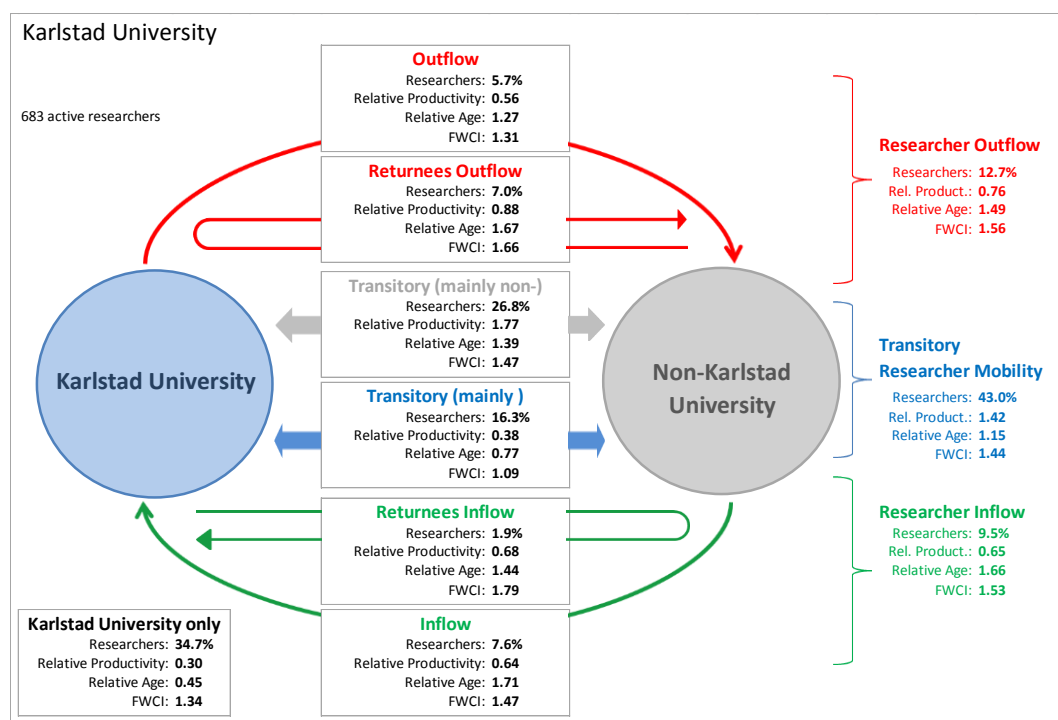 Karlstad University
683 active researchers
Outflow
Researchers: 5.7%
Relative Productivity: 0.56
Relative Age: 1.27
FWCI: 1.31
Returnees Outflow
Researchers: 7.0%
Relative Productivity: 0.88
Relative Age: 1.67
FWCI: 1.66
Researcher Outflow
Researchers: 12.7%
Rel. Product.: 0.76
Relative Age: 1.49
FWCI: 1.56
Karlstad University
Transitory (mainly non-)
Researchers: 26.8%
Relative Productivity: 1.77
Relative Age: 1.39
FWCI: 1.47
Transitory (mainly )
Researchers: 16.3%
Relative Productivity: 0.38
Relative Age: 0.77
FWCI: 1.09
Non-Karlstad
University
Transitory
Researcher Mobility
Researchers: 43.0%
Rel. Product.: 1.42
Relative Age: 1.15
FWCI: 1.44
Returnees Inflow
Researchers: 1.9%
Relative Productivity: 0.68
Relative Age: 1.44
FWCI: 1.79
Researcher Inflow
Researchers: 9.5%
Rel. Product.: 0.65
Relative Age: 1.66
FWCI: 1.53
Karlstad University only
Researchers: 34.7%
Relative Productivity: 0.30
Relative Age: 0.45
FWCI: 1.34
Inflow
Researchers: 7.6%
Relative Productivity: 0.64
Relative Age: 1.71
FWCI: 1.47